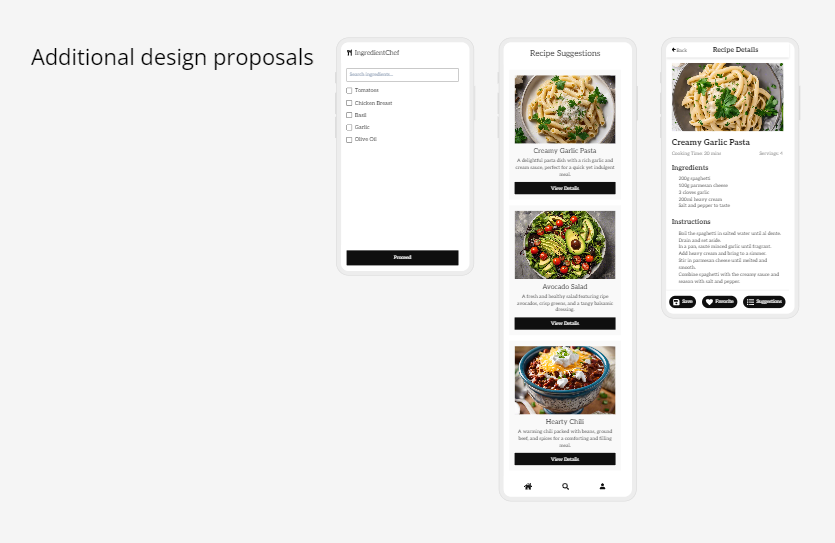 Additional design proposals
IngredientChef
Search ingredients...
Tomatoes
Chicken Breast
Basil
Garlic
Olive Oil
Proceed
Recipe Suggestions
Creamy Garlic Pasta
A delightful pasta dish with a rich garlic and
cream sauce, perfect for a quick yet indulgent
meal.
View Details
Avocado Salad
A fresh and healthy salad featuring ripe
avocados, crisp greens, and a tangy balsamic
dressing.
View Details
Hearty Chili
A warming chili packed with beans, ground
beef, and spices for a comforting and filling
meal.
View Details
Back
Recipe Details
Creamy Garlic Pasta
Cooking Time: 20 mins
Servings: 4
Ingredients
200g spaghetti
100g parmesan cheese
3 cloves garlic
200ml heavy cream
Salt and pepper to taste
Instructions
Boil the spaghetti in salted water until al dente.
Drain and set aside.
In a pan, sauté minced garlic until fragrant.
Add heavy cream and bring to a simmer.
Stir in parmesan cheese until melted and
smooth.
Combine spaghetti with the creamy sauce and
season with salt and pepper.
Save
Favorite
Suggestions